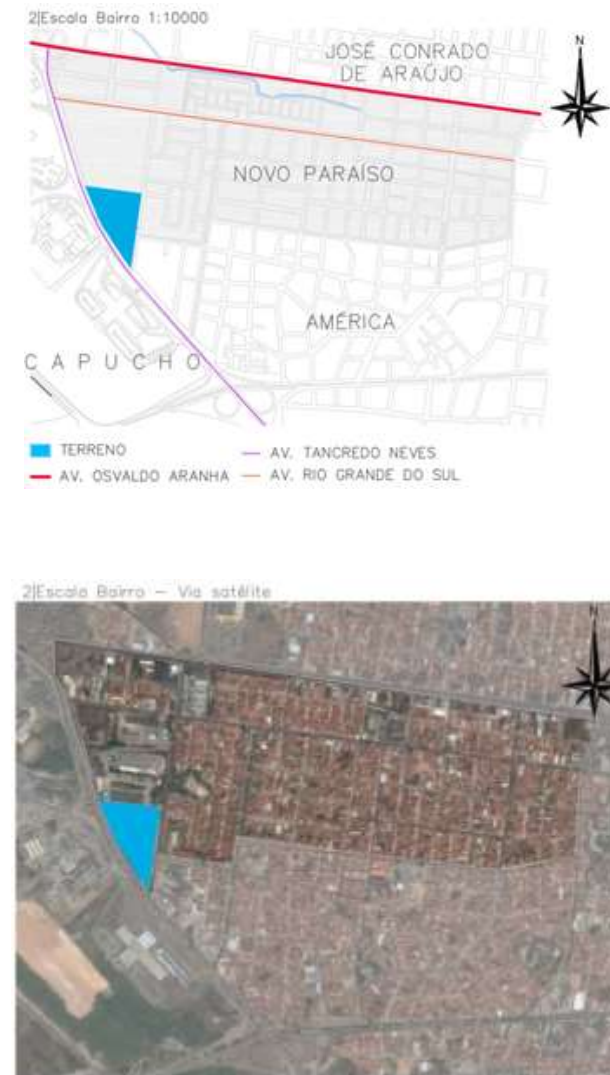 2|Escala Bairro 1:10000
JOSÉ CONRADO
DE ARAÚJO
N
NOVO PARAÍSO
AMÉRICA
CAPUCHO
TERRENO
AV. TANCREDO NEVES
AV. OSVALDO ARANHA
AV. RIO GRANDE DO SUL
2|Escala Bairro – Via satélite
N